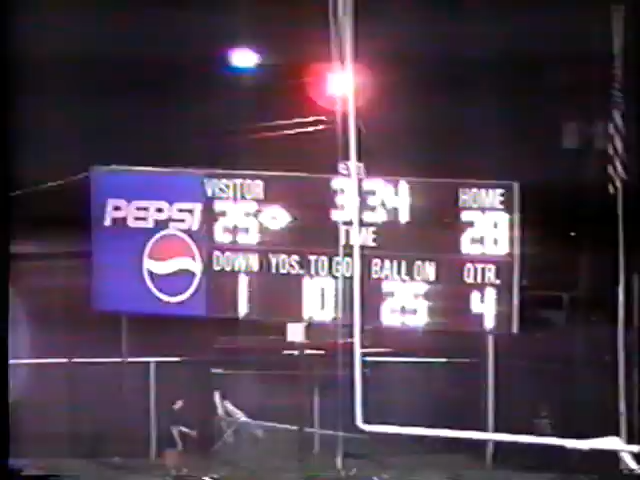 VISITOR 3:34 HOME
PEPSI 25 TIME 28
DOWN YDS. TO GO BALL ON QTR.
1 10 25 4